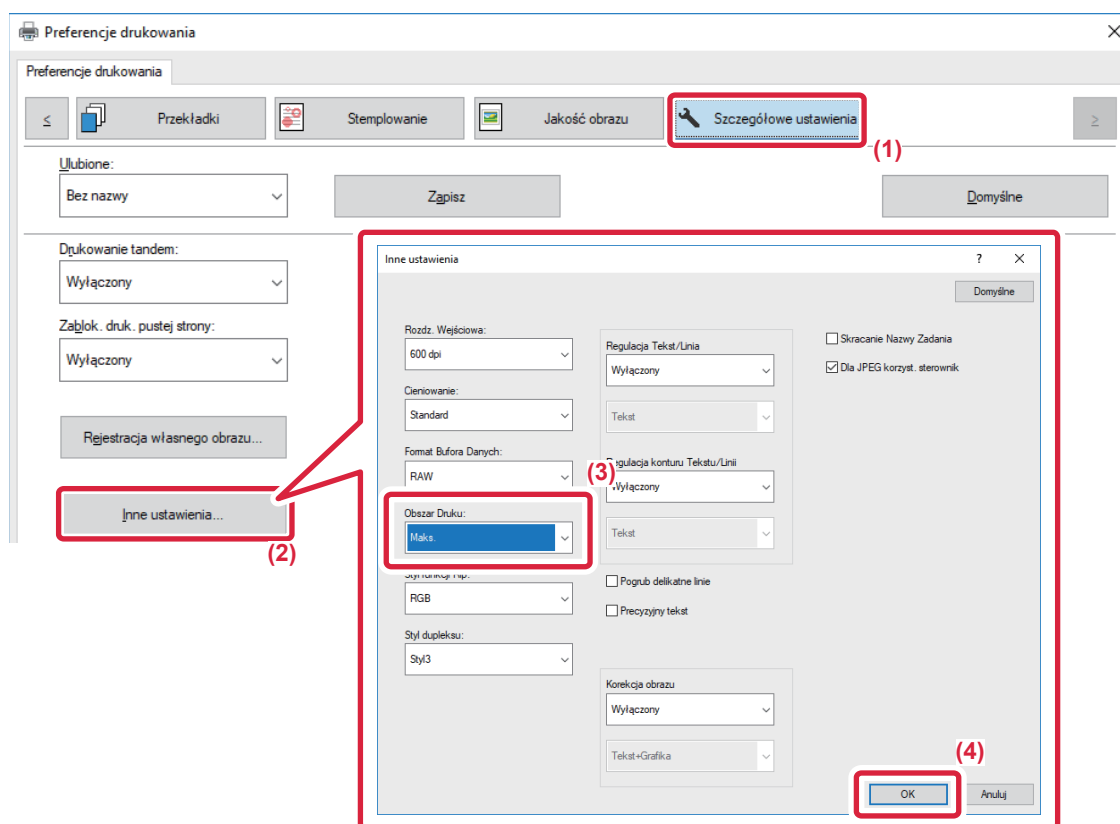 Preferencje drukowania
Preferencje drukowania
<
Przekładki
Stemplowanie
Jakość obrazu
Szczegółowe ustawienia
>
(1)
Ulubione:
Bez nazwy
Zapisz
Domyślne
Drukowanie tandem:
Wyłączony
Zablok. druk. pustej strony:
Wyłączony
Rejestracja własnego obrazu...
Inne ustawienia...
(2)
Inne ustawienia
?
Domyślne
Rozdz. Wejściowa:
600 dpi
Cieniowanie:
Standard
Format Bufora Danych:
RAW
(3)
Obszar Druku:
Maks.
Styl funkcji Rip:
RGB
Styl dupleksu:
Styl3
Regulacja Tekst/Linia
Wyłączony
Tekst
Regulacja konturu Tekstu/Linii
Wyłączony
Tekst
Pogrub delikatne linie
Precyzyjny tekst
Korekcja obrazu
Wyłączony
Tekst+Grafika
Skracanie Nazwy Zadania
Dla JPEG korzyst. sterownik
(4)
OK
Anuluj